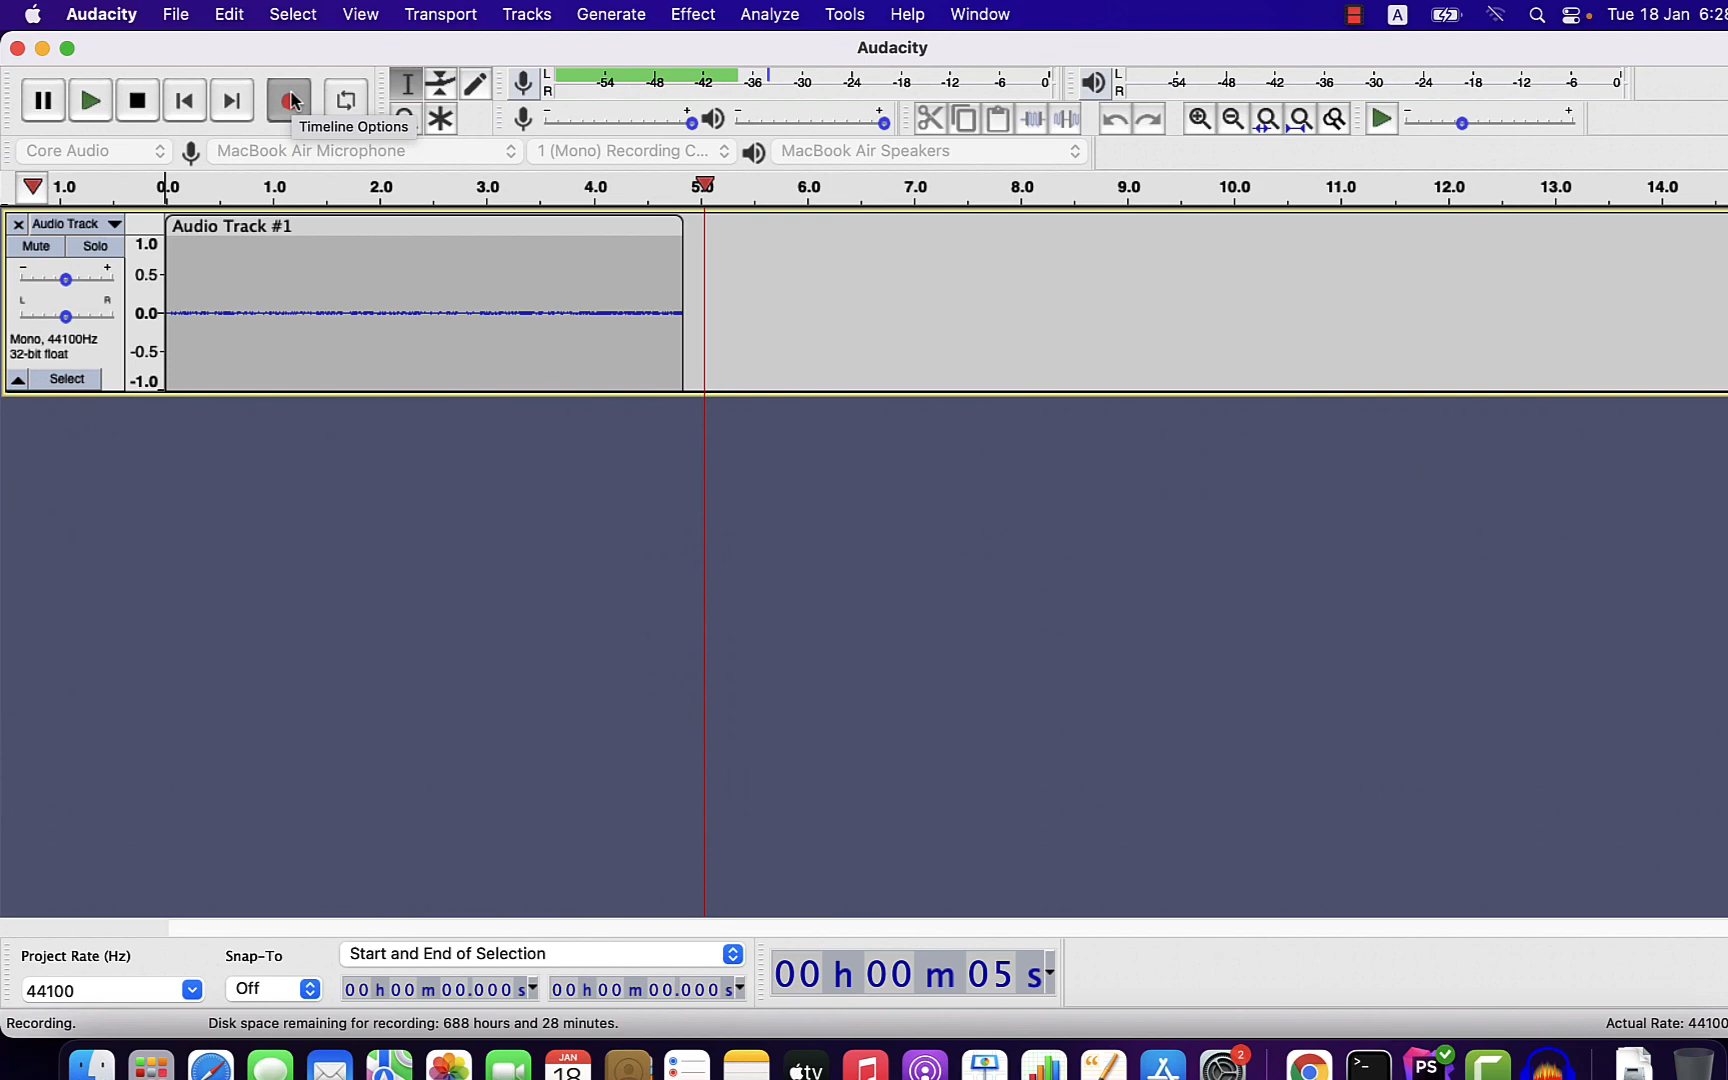 Audacity File Edit Select View Transport Tracks Generate Effect Analyze Tools Help Window A Tue 18 Jan 6:28
Audacity
L R -54 -48 -42 -36 -30 -24 -18 -12 -6 0 L R -54 -48 -42 -36 -30 -24 -18 -12 -6 0
- + - + - +
Timeline Options
Core Audio MacBook Air Microphone 1 (Mono) Recording C... MacBook Air Speakers
1.0 0.0 1.0 2.0 3.0 4.0 5.0 6.0 7.0 8.0 9.0 10.0 11.0 12.0 13.0 14.0
Audio Track Audio Track #1
Mute Solo 1.0
- + 0.5
L R
0.0
Mono, 44100Hz
32-bit float -0.5
Select -1.0
Project Rate (Hz) Snap-To Start and End of Selection
44100 Off 00 h 00 m 00.000 s 00 h 00 m 00.000 s 00 h 00 m 05 s
Recording. Disk space remaining for recording: 688 hours and 28 minutes. Actual Rate: 44100
JAN
18 tv 2 >_ PS